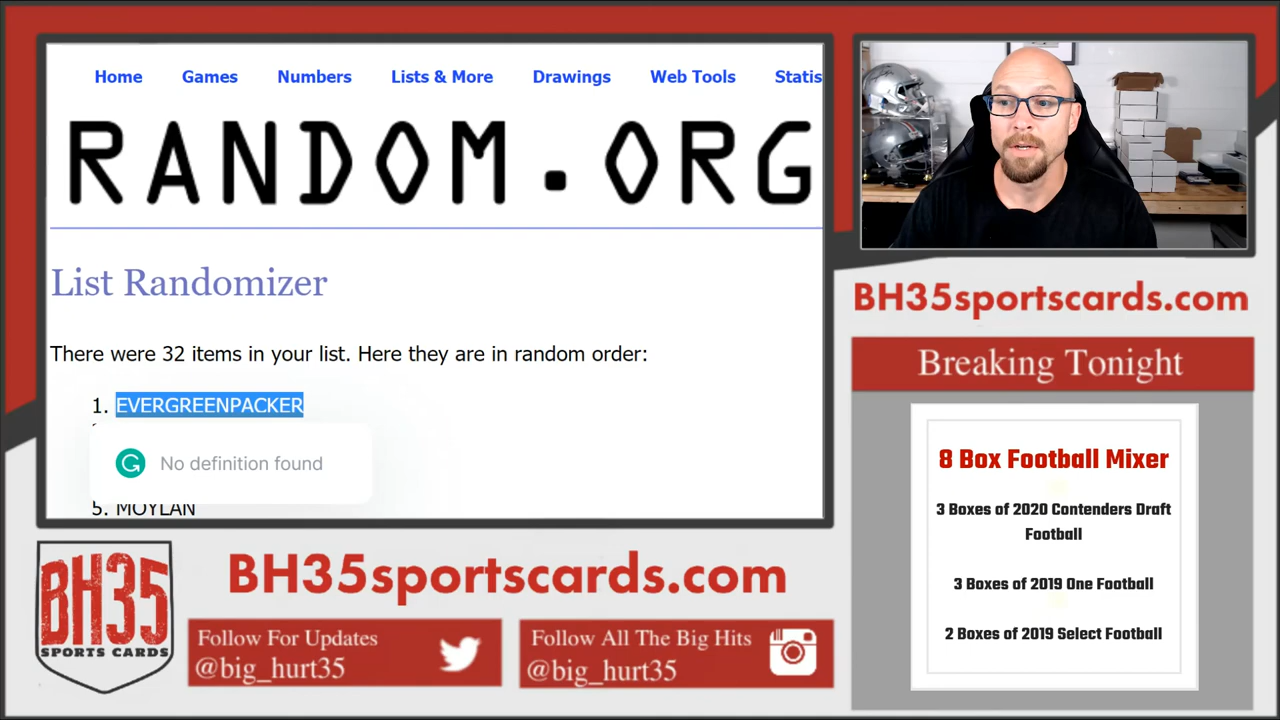 Home Games Numbers Lists & More Drawings Web Tools Statis
RANDOM.ORG
List Randomizer
There were 32 items in your list. Here they are in random order:
1. EVERGREENPACKER
No definition found
5. MOYLAN
BH35sportscards.com
Breaking Tonight
8 Box Football Mixer
3 Boxes of 2020 Contenders Draft
Football
3 Boxes of 2019 One Football
2 Boxes of 2019 Select Football
BH35
SPORTS CARDS
BH35sportscards.com
Follow For Updates
@big_hurt35
Follow All The Big Hits
@big_hurt35